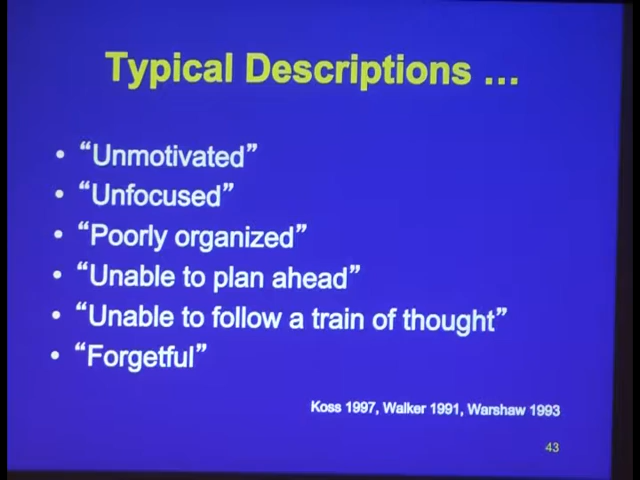 Typical Descriptions ...
• “Unmotivated”
• “Unfocused”
• “Poorly organized”
• “Unable to plan ahead”
• “Unable to follow a train of thought”
• “Forgetful”
Koss 1997, Walker 1991, Warshaw 1993
43